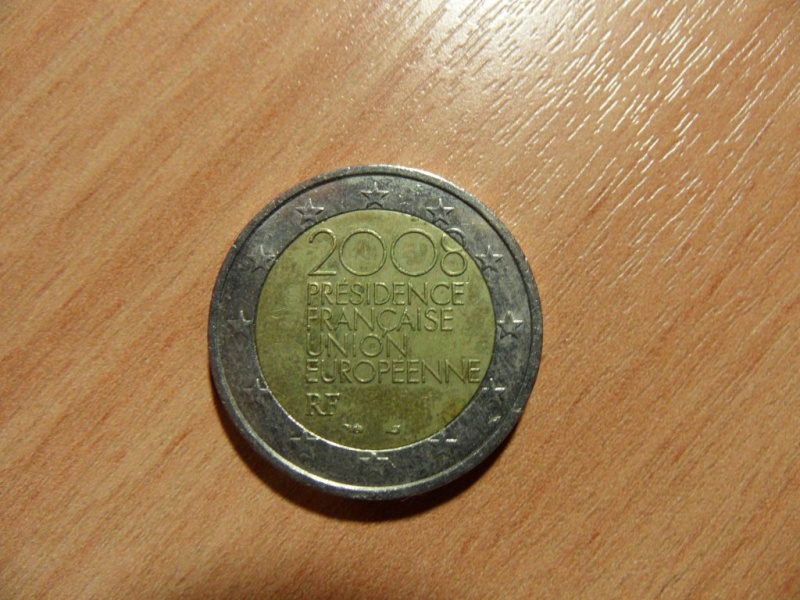 2008
PRÉSIDENCE
FRANÇAISE
UNION
EUROPÉENNE
RF